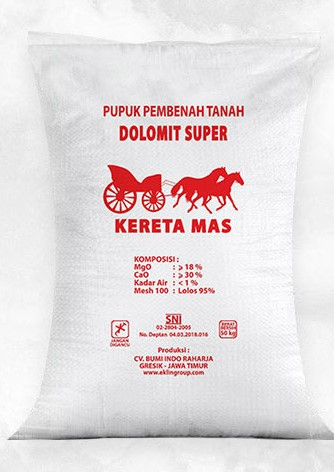 PUPUK PEMBENAH TANAH
DOLOMIT SUPER
KERETA MAS
KOMPOSISI :
MgO : ⩾ 18 %
CaO : ⩾ 30 %
Kadar Air : < 1 %
Mesh 100 : Lolos 95%
SNI
02-2804-2005
No. Deptan 04.03.2018.016
JANGAN
DIGANCU
BERAT
BERSIH
50 kg
Produksi :
CV. BUMI INDO RAHARJA
GRESIK - JAWA TIMUR
www.eklingroup.com